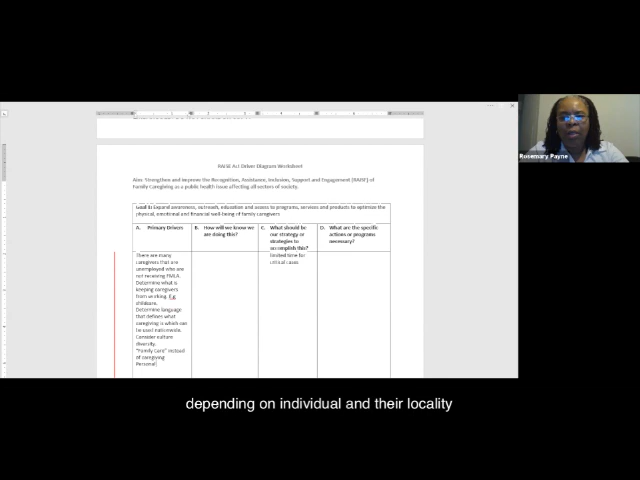 RAISE Act Driver Diagram Worksheet
Aim: Strengthen and improve the Recognition, Assistance, Inclusion, Support and Engagement (RAISE) of
Family Caregiving as a public health issue affecting all sectors of society.
Goal 1: Expand awareness, outreach, education and access to programs, services and products to optimize the
physical, emotional and financial well-being of family caregivers
A. Primary Drivers
B. How will we know we
are doing this?
C. What should be
our strategy or
strategies to
accomplish this?
D. What are the specific
actions or programs
necessary?
There are many
caregivers that are
unemployed who are
not receiving FMLA.
Determine what is
keeping caregivers
from working. E.g
childcare.
Determine language
that defines what
caregiving is which can
be used nationwide.
Consider culture
diversity.
"Family Care" instead
of caregiving
Personal
limited time for
critical cases
Rosemary Payne
depending on individual and their locality